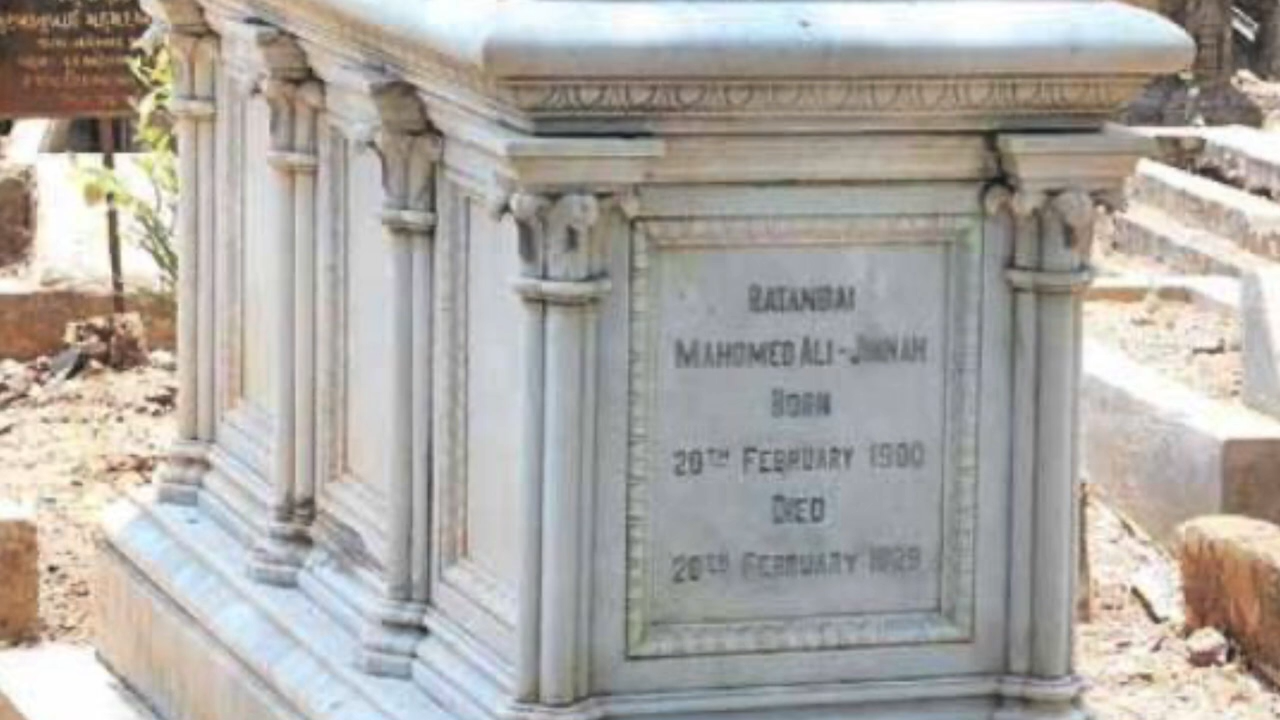 RATANBAI
MAHOMED ALI-JINNAH
BORN
20TH FEBRUARY 1900
DIED
20TH FEBRUARY 1929